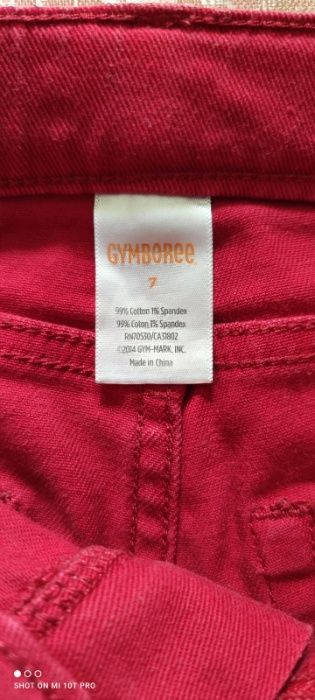 GYMBOREE
7
99% Cotton 1% Spandex
99% Coton 1% Spandex
RN70530/CA31802
©2014 GYM-MARK, INC.
Made in China
SHOT ON MI 10T PRO